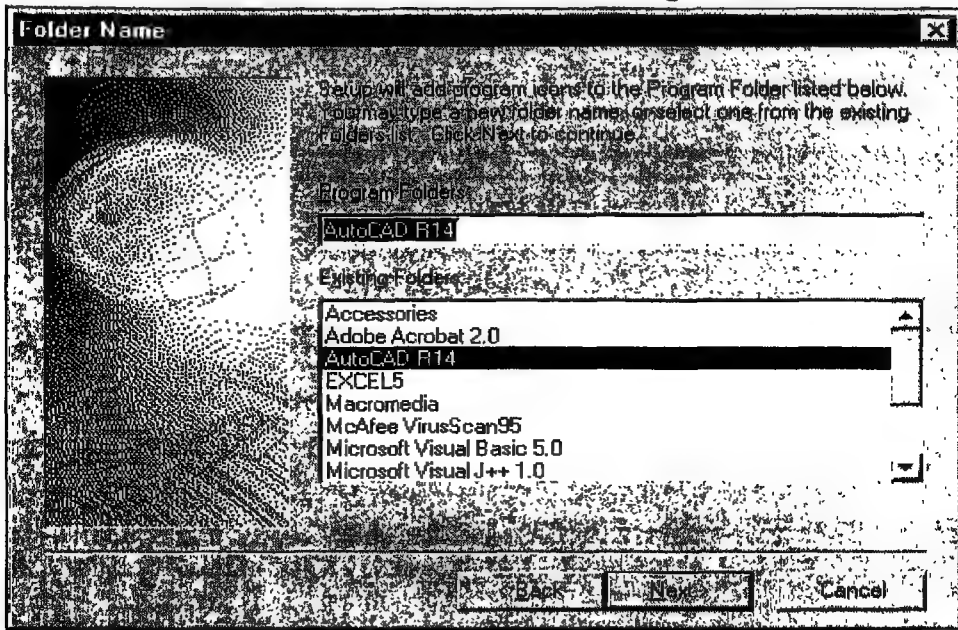 Folder Name
Setup will add program icons to the Program Folder listed below.
You may type a new folder name, or select one from the existing
Folders list. Click Next to continue.
Program Folders:
AutoCAD R14
Existing Folders:
Accessories
Adobe Acrobat 2.0
AutoCAD R14
EXCEL5
Macromedia
McAfee VirusScan95
Microsoft Visual Basic 5.0
Microsoft Visual J++ 1.0
BAck
Next
Cancel